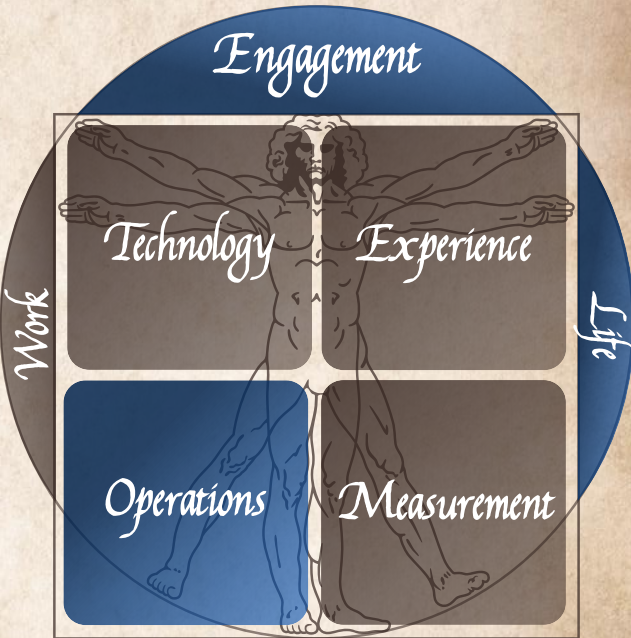 Engagement
Technology
Experience
Work
Life
Operations
Measurement